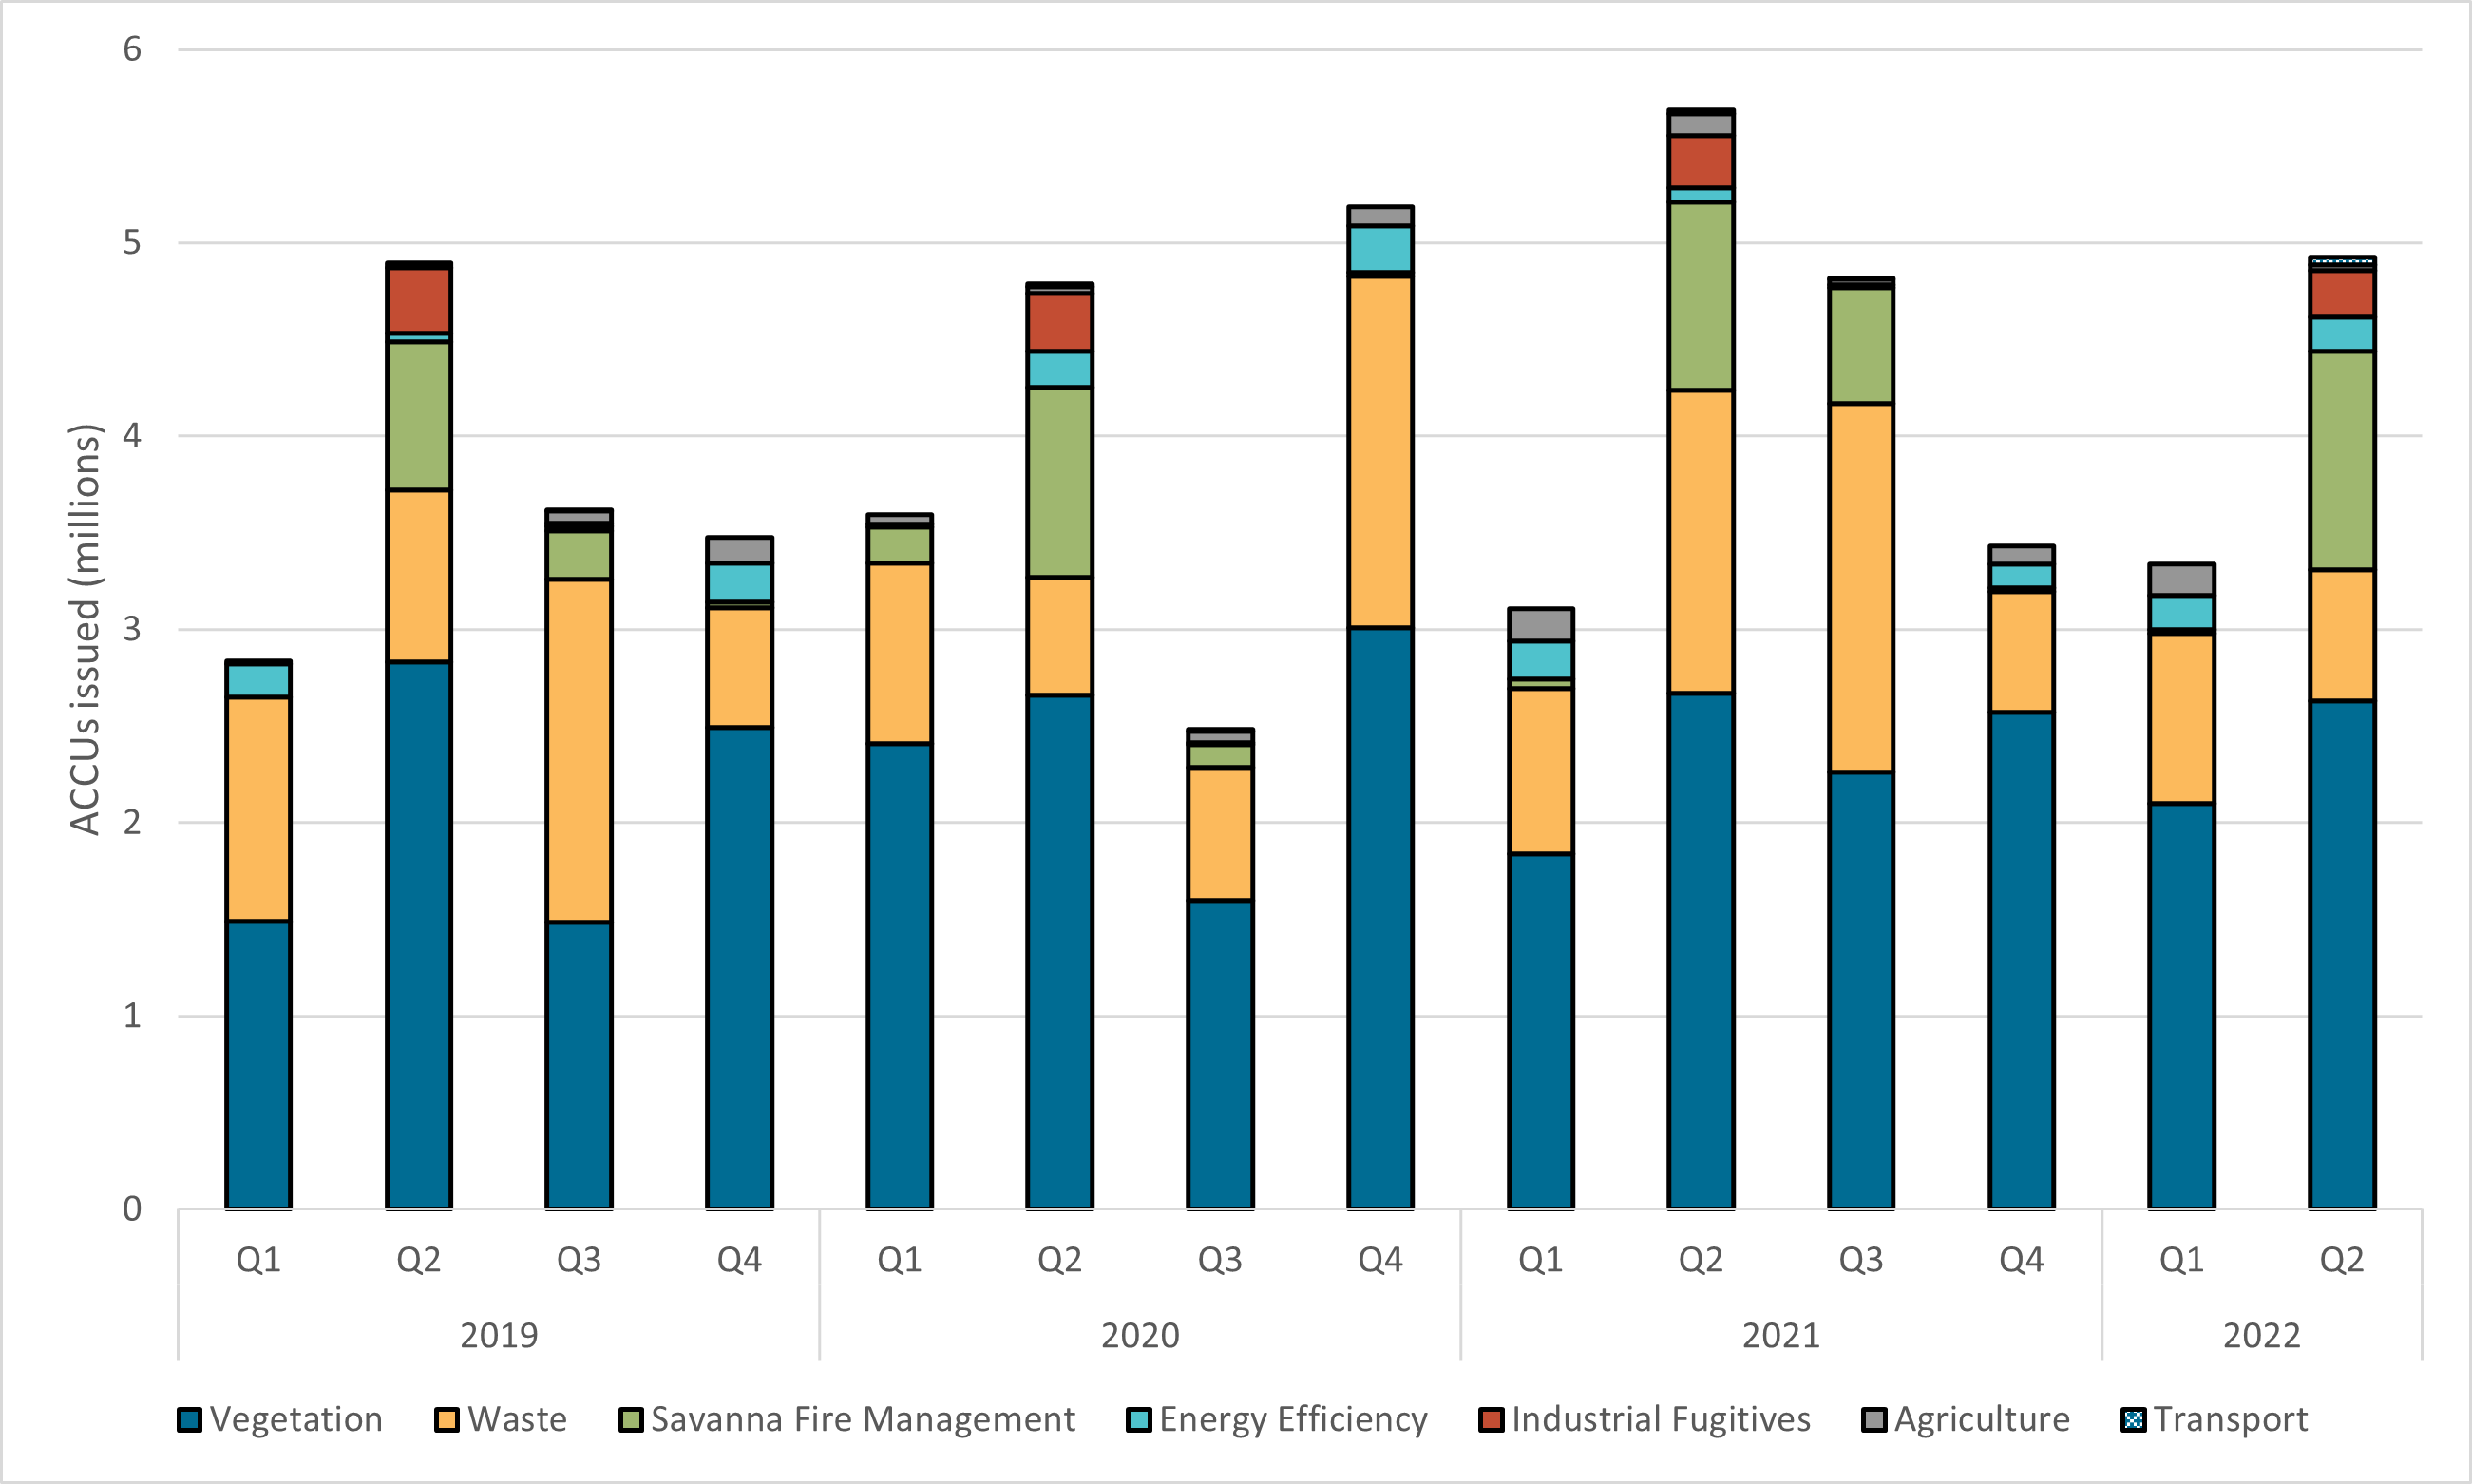 6
5
4
3
2
1
0
ACCUs issued (millions)
Q1 Q2 Q3 Q4 Q1 Q2 Q3 Q4 Q1 Q2 Q3 Q4 Q1 Q2
2019 2020 2021 2022
Vegetation Waste Savanna Fire Management Energy Efficiency Industrial Fugitives Agriculture Transport